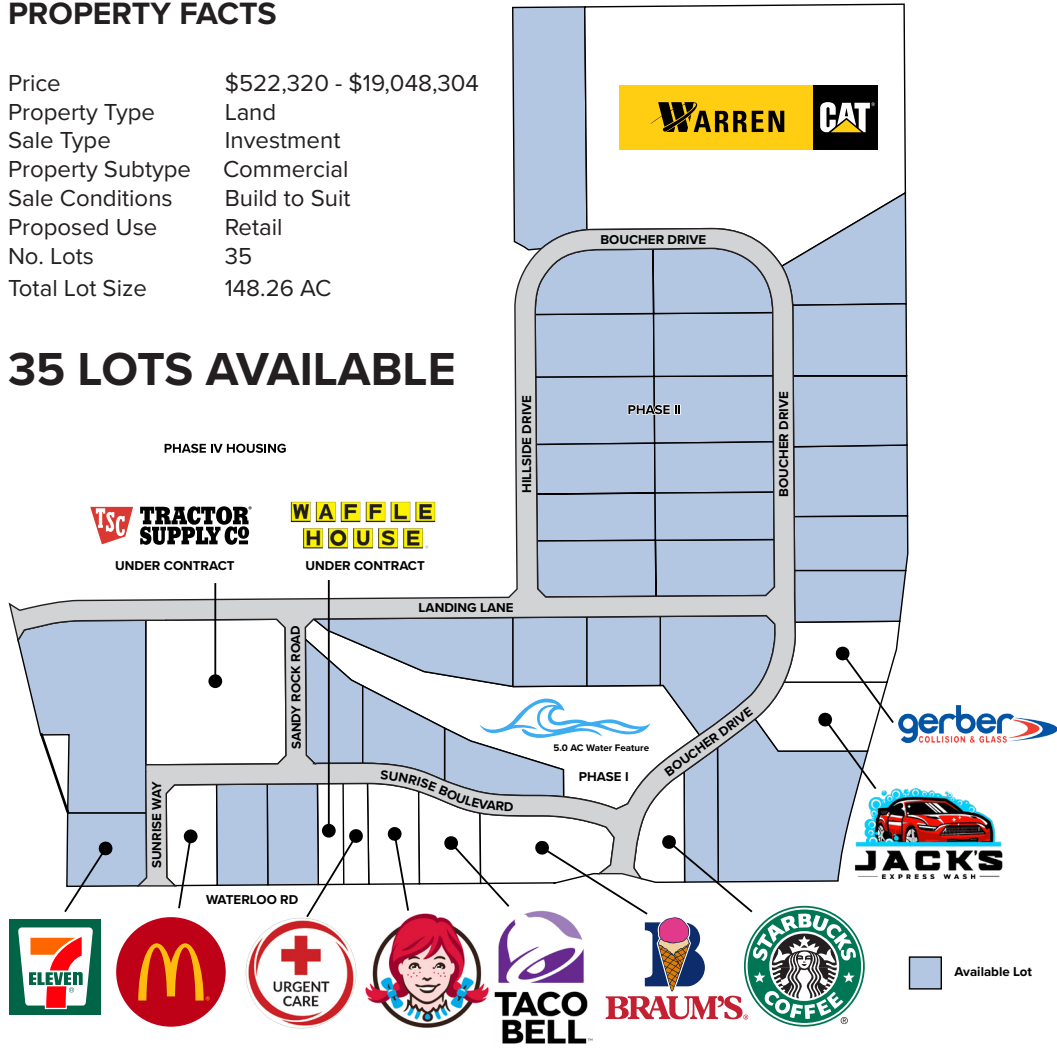 PROPERTY FACTS
Price $522,320 - $19,048,304
Property Type Land
Sale Type Investment
Property Subtype Commercial
Sale Conditions Build to Suit
Proposed Use Retail
No. Lots 35
Total Lot Size 148.26 AC
35 LOTS AVAILABLE
WARREN CAT
BOUCHER DRIVE
HILLSIDE DRIVE
PHASE II
BOUCHER DRIVE
PHASE IV HOUSING
TSC TRACTOR SUPPLY CO
UNDER CONTRACT
WAFFLE
HOUSE
UNDER CONTRACT
LANDING LANE
SANDY ROCK ROAD
5.0 AC Water Feature
PHASE I
BOUCHER DRIVE
gerber
COLLISION & GLASS
SUNRISE BOULEVARD
SUNRISE WAY
JACK'S
EXPRESS WASH
WATERLOO RD
7
ELEVEN
®
M
URGENT
CARE
TACO
BELL
B
BRAUM'S®
STARBUCKS
COFFEE
®
Available Lot